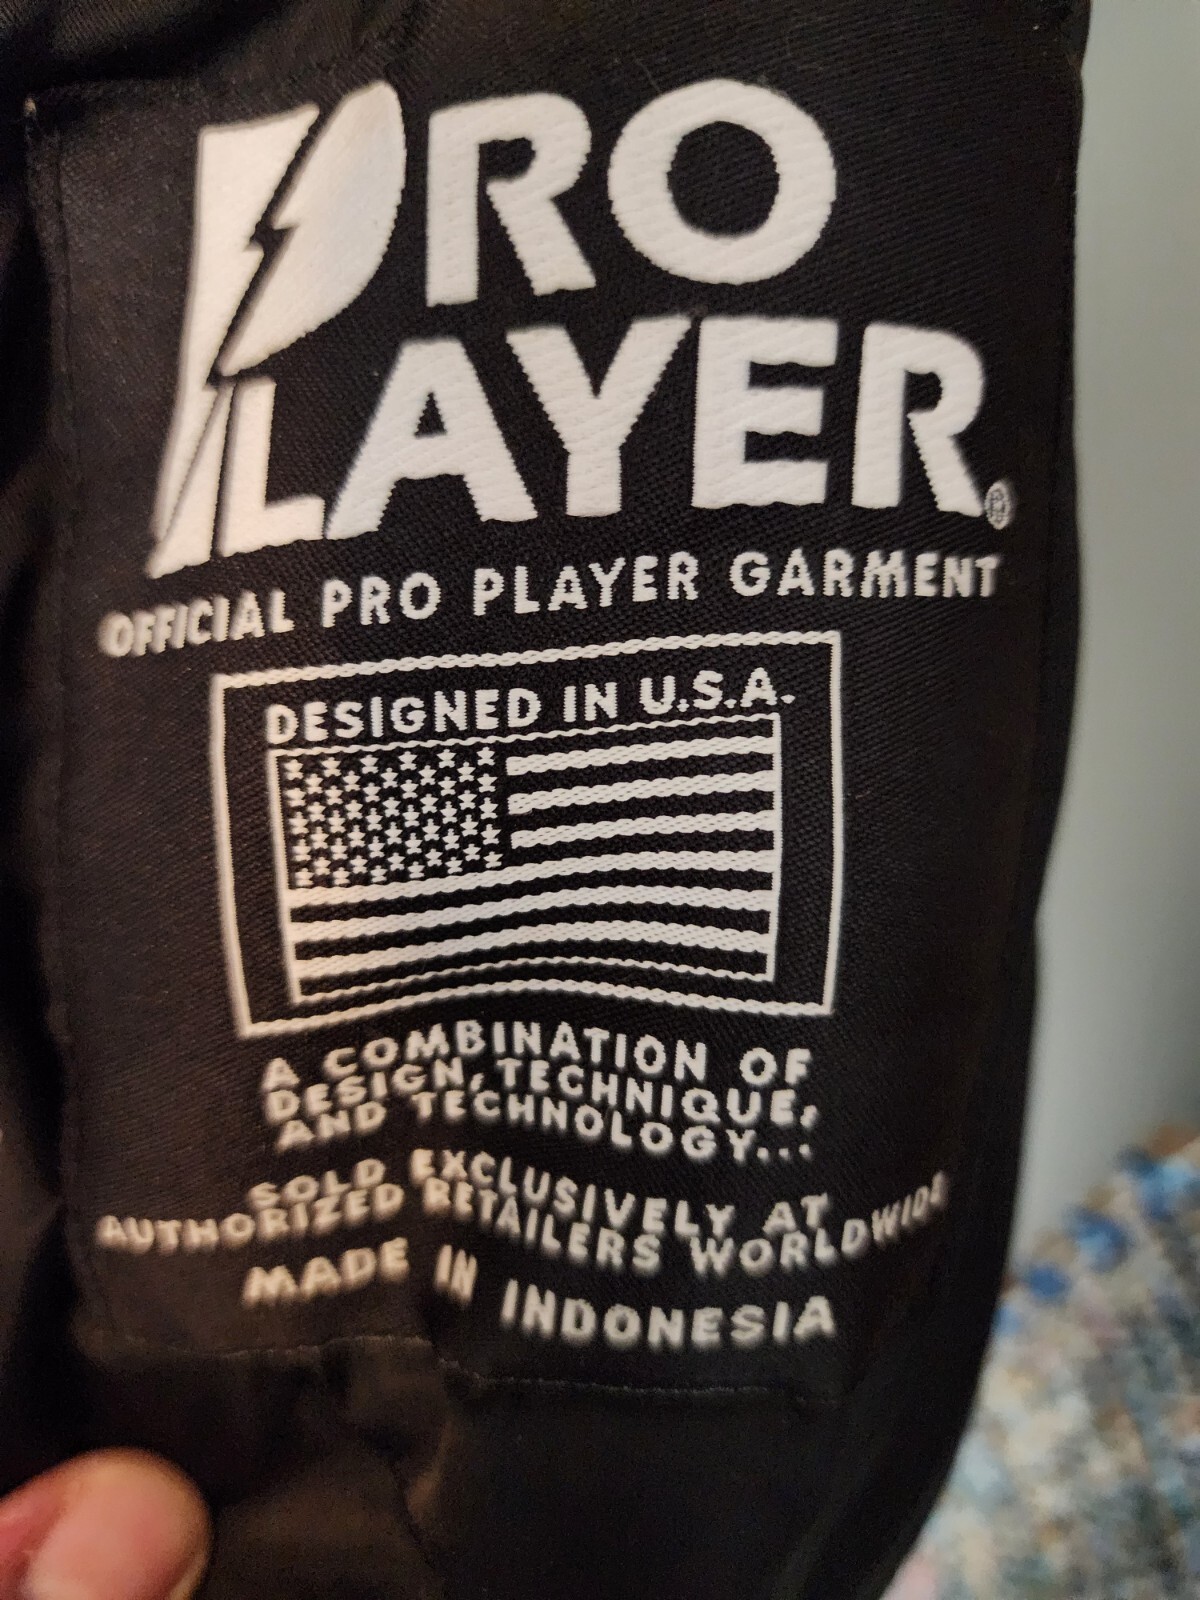 PRO
PLAYER®
OFFICIAL PRO PLAYER GARMENT
DESIGNED IN U.S.A.
A COMBINATION OF
DESIGN, TECHNIQUE,
AND TECHNOLOGY...
SOLD EXCLUSIVELY AT
AUTHORIZED RETAILERS WORLDWIDE
MADE IN INDONESIA